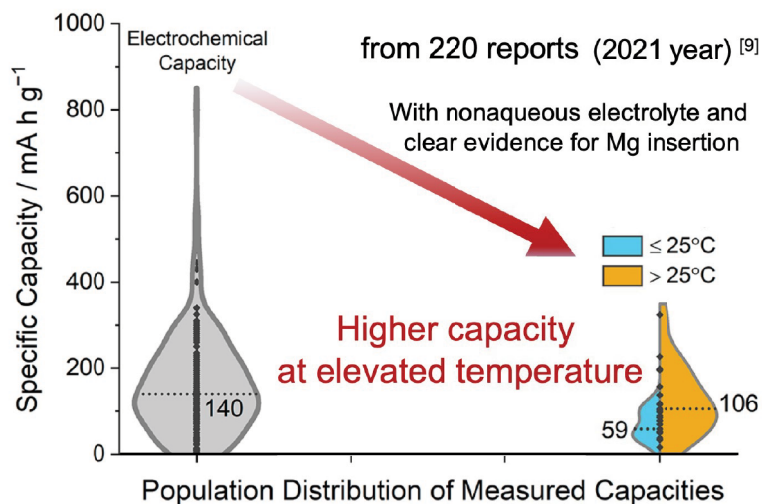 1000
800
600
400
200
0
Specific Capacity / mA h g⁻¹
Electrochemical
Capacity
from 220 reports (2021 year) [9]
With nonaqueous electrolyte and
clear evidence for Mg insertion
≤ 25°C
> 25°C
Higher capacity
at elevated temperature
140
59
106
Population Distribution of Measured Capacities